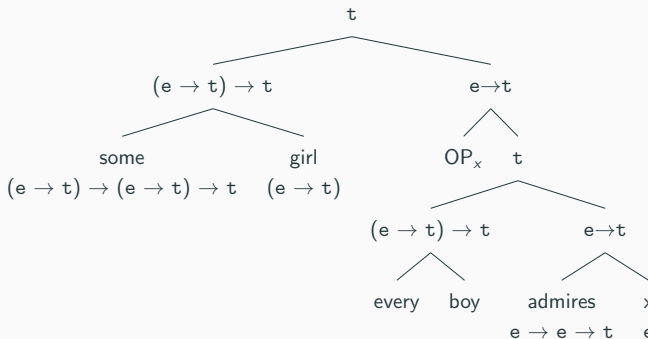 t
(e → t) → t e→t
some girl OPₓ t
(e → t) → (e → t) → t (e → t)
(e → t) → t e→t
every boy admires
e → e → t